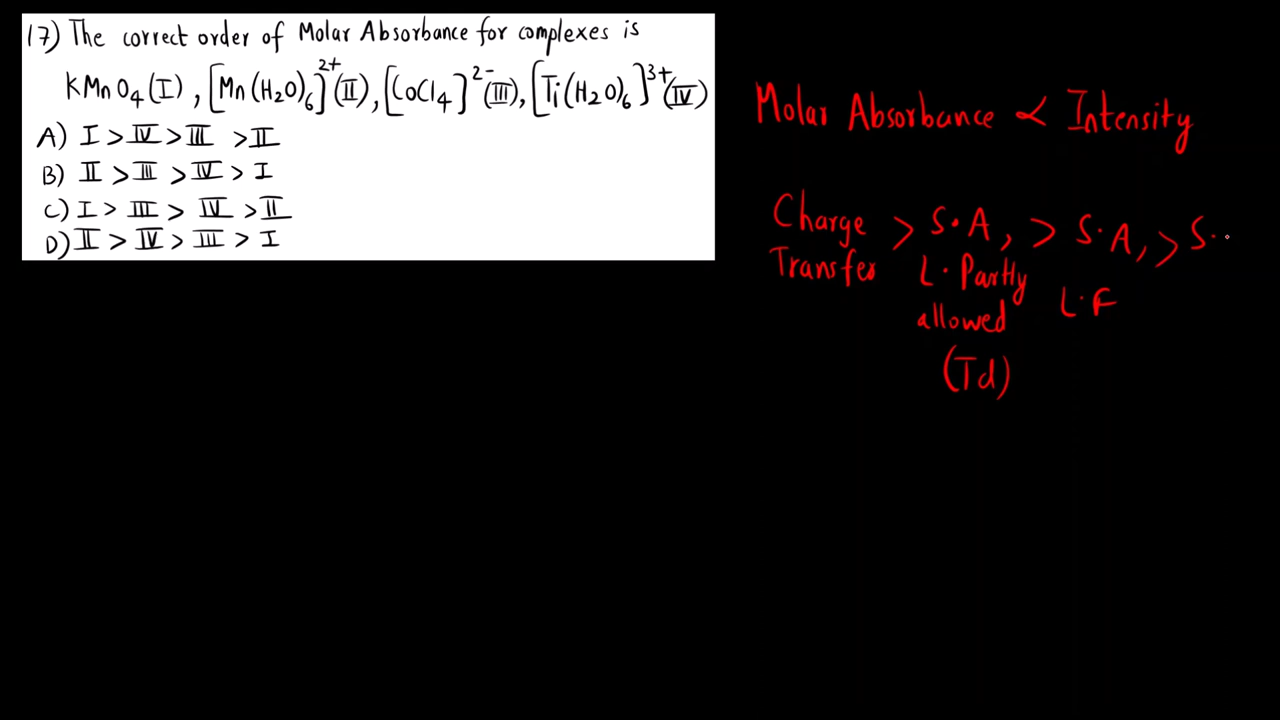 17) The correct order of Molar Absorbance for complexes is
KMnO4 (I), [Mn(H2O)6]2+ (II), [CoCl4]2- (III), [Ti(H2O)6]3+ (IV)
A) I > IV > III > II
B) II > III > IV > I
C) I > III > IV > II
D) II > IV > III > I
Molar Absorbance ∝ Intensity
Charge > S.A, > S.A, > S.
Transfer L. Partly L.F
allowed
(Td)